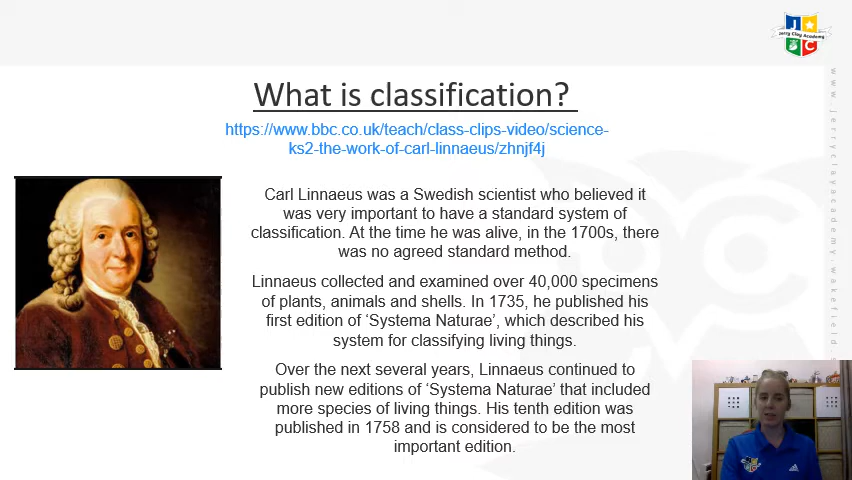 Jerry Clay Academy
J
C
What is classification?
https://www.bbc.co.uk/teach/class-clips-video/science-
ks2-the-work-of-carl-linnaeus/zhnjf4j
Carl Linnaeus was a Swedish scientist who believed it
was very important to have a standard system of
classification. At the time he was alive, in the 1700s, there
was no agreed standard method.
Linnaeus collected and examined over 40,000 specimens
of plants, animals and shells. In 1735, he published his
first edition of ‘Systema Naturae’, which described his
system for classifying living things.
Over the next several years, Linnaeus continued to
publish new editions of ‘Systema Naturae’ that included
more species of living things. His tenth edition was
published in 1758 and is considered to be the most
important edition.
www.jerryclayacademy.wakefield.s